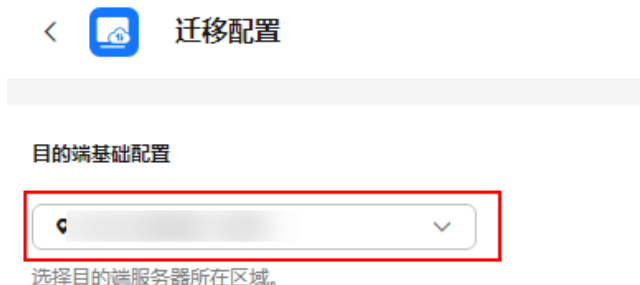 迁移配置
目的端基础配置
选择目的端服务器所在区域。